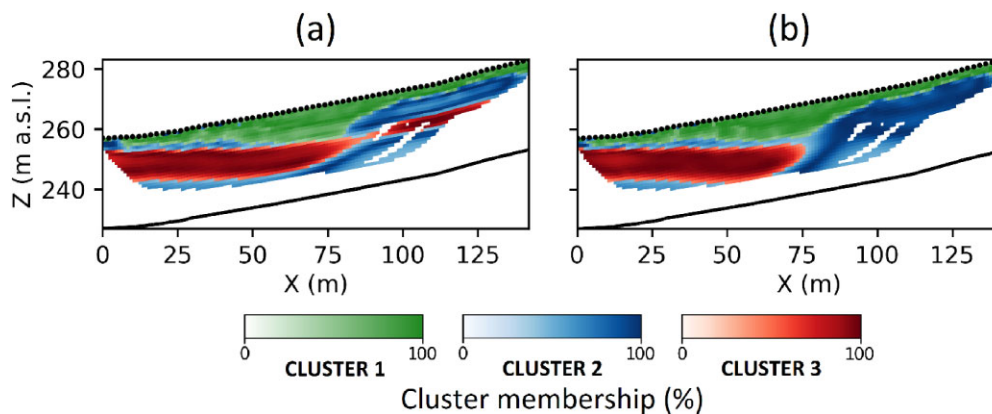 (a) (b)
280
260
240
Z (m a.s.l.)
0 25 50 75 100 125 0 25 50 75 100 125
X (m) X (m)
0 100 0 100 0 100
CLUSTER 1 CLUSTER 2 CLUSTER 3
Cluster membership (%)